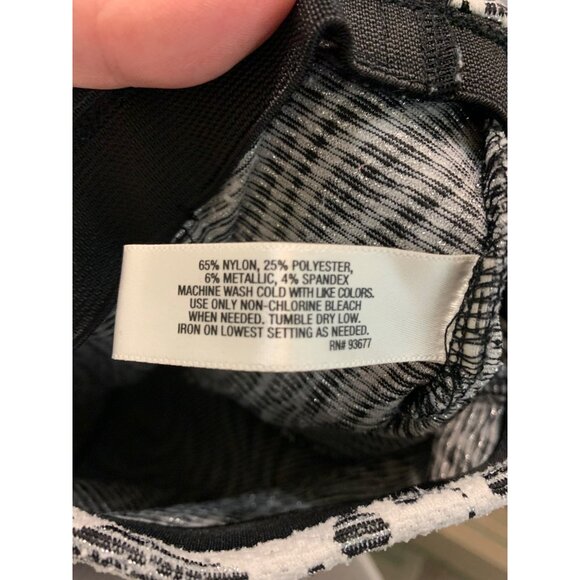 65% NYLON, 25% POLYESTER,
6% METALLIC, 4% SPANDEX
MACHINE WASH COLD WITH LIKE COLORS.
USE ONLY NON-CHLORINE BLEACH
WHEN NEEDED. TUMBLE DRY LOW.
IRON ON LOWEST SETTING AS NEEDED.
RN# 93677